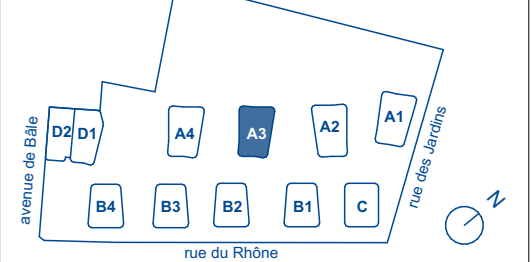 A1
A2
A3
A4
D2 D1
avenue de Bâle
rue des Jardins
B4 B3 B2 B1 C
N
rue du Rhône